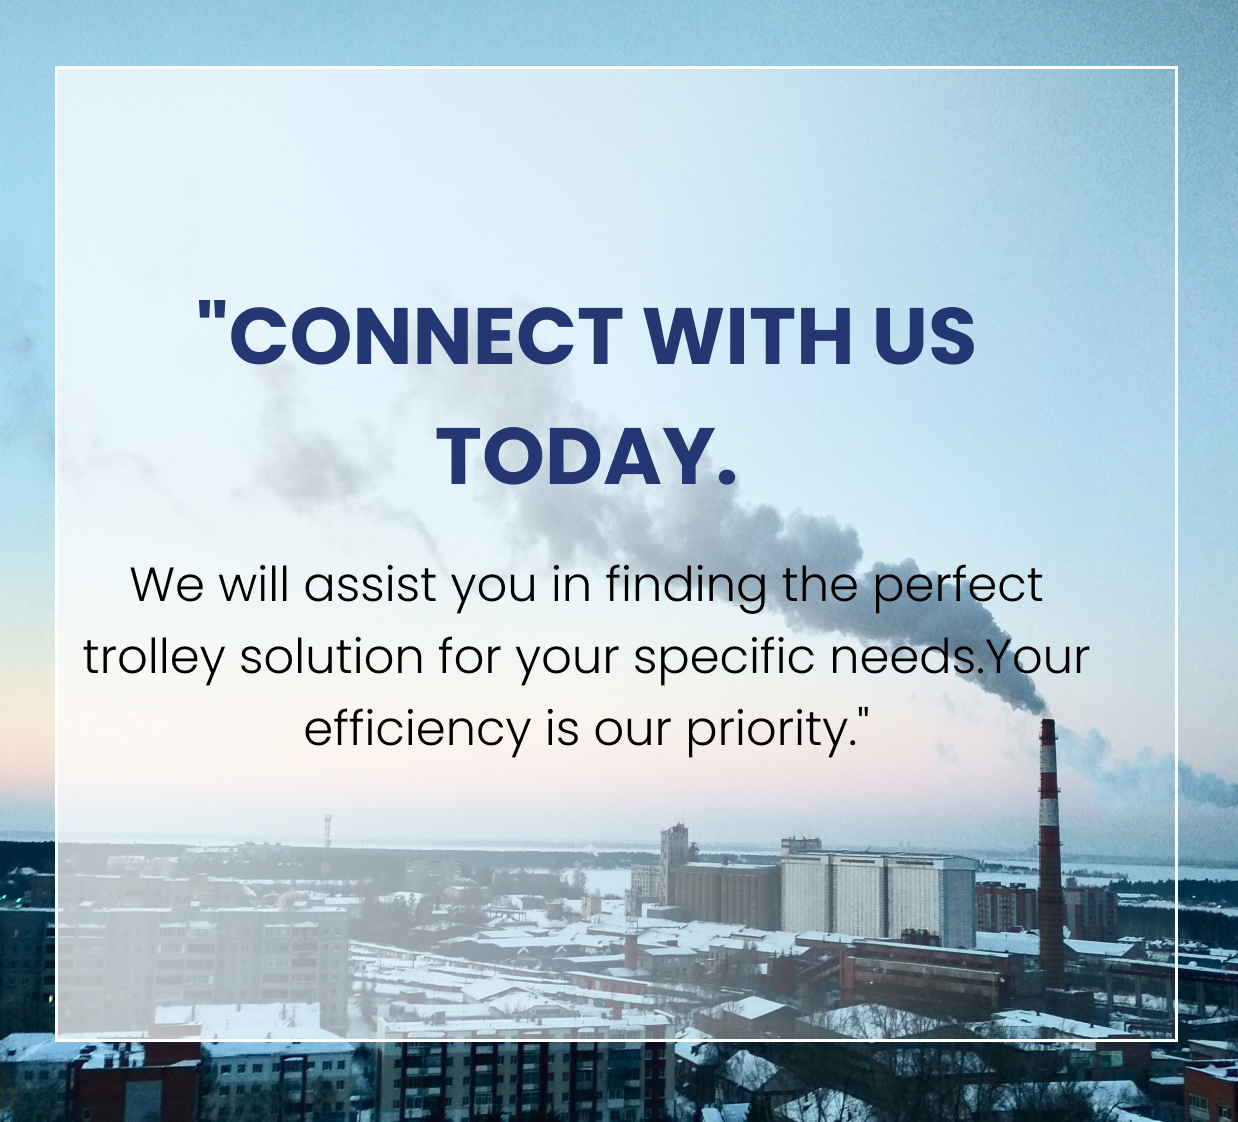 "CONNECT WITH US
TODAY.
We will assist you in finding the perfect
trolley solution for your specific needs.Your
efficiency is our priority."